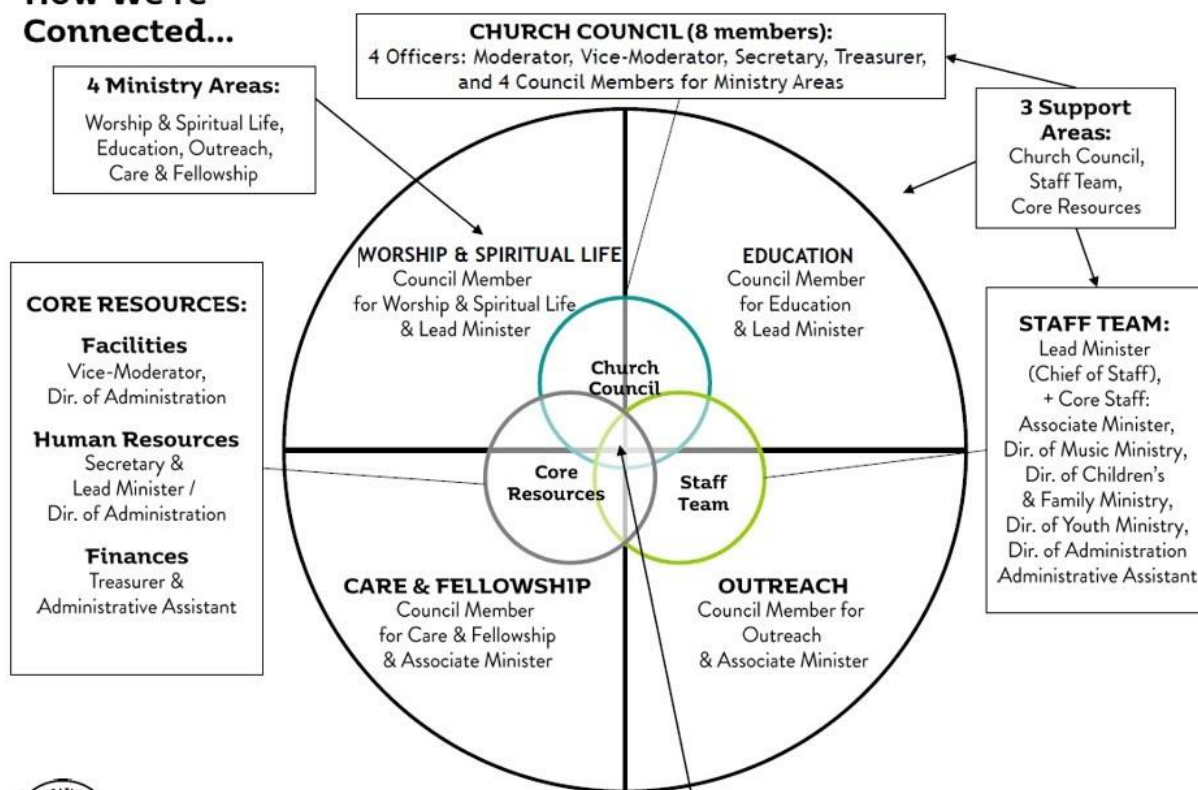 How We're
Connected...
CHURCH COUNCIL (8 members):
4 Officers: Moderator, Vice-Moderator, Secretary, Treasurer,
and 4 Council Members for Ministry Areas
4 Ministry Areas:
Worship & Spiritual Life,
Education, Outreach,
Care & Fellowship
3 Support
Areas:
Church Council,
Staff Team,
Core Resources
WORSHIP & SPIRITUAL LIFE
Council Member
for Worship & Spiritual Life
& Lead Minister
EDUCATION
Council Member
for Education
& Lead Minister
CORE RESOURCES:
Facilities
Vice-Moderator,
Dir. of Administration
Human Resources
Secretary &
Lead Minister /
Dir. of Administration
Finances
Treasurer &
Administrative Assistant
Church
Council
Core
Resources
Staff
Team
STAFF TEAM:
Lead Minister
(Chief of Staff),
+ Core Staff:
Associate Minister,
Dir. of Music Ministry,
Dir. of Children's
& Family Ministry,
Dir. of Youth Ministry,
Dir. of Administration
Administrative Assistant
CARE & FELLOWSHIP
Council Member
for Care & Fellowship
& Associate Minister
OUTREACH
Council Member for
Outreach
& Associate Minister